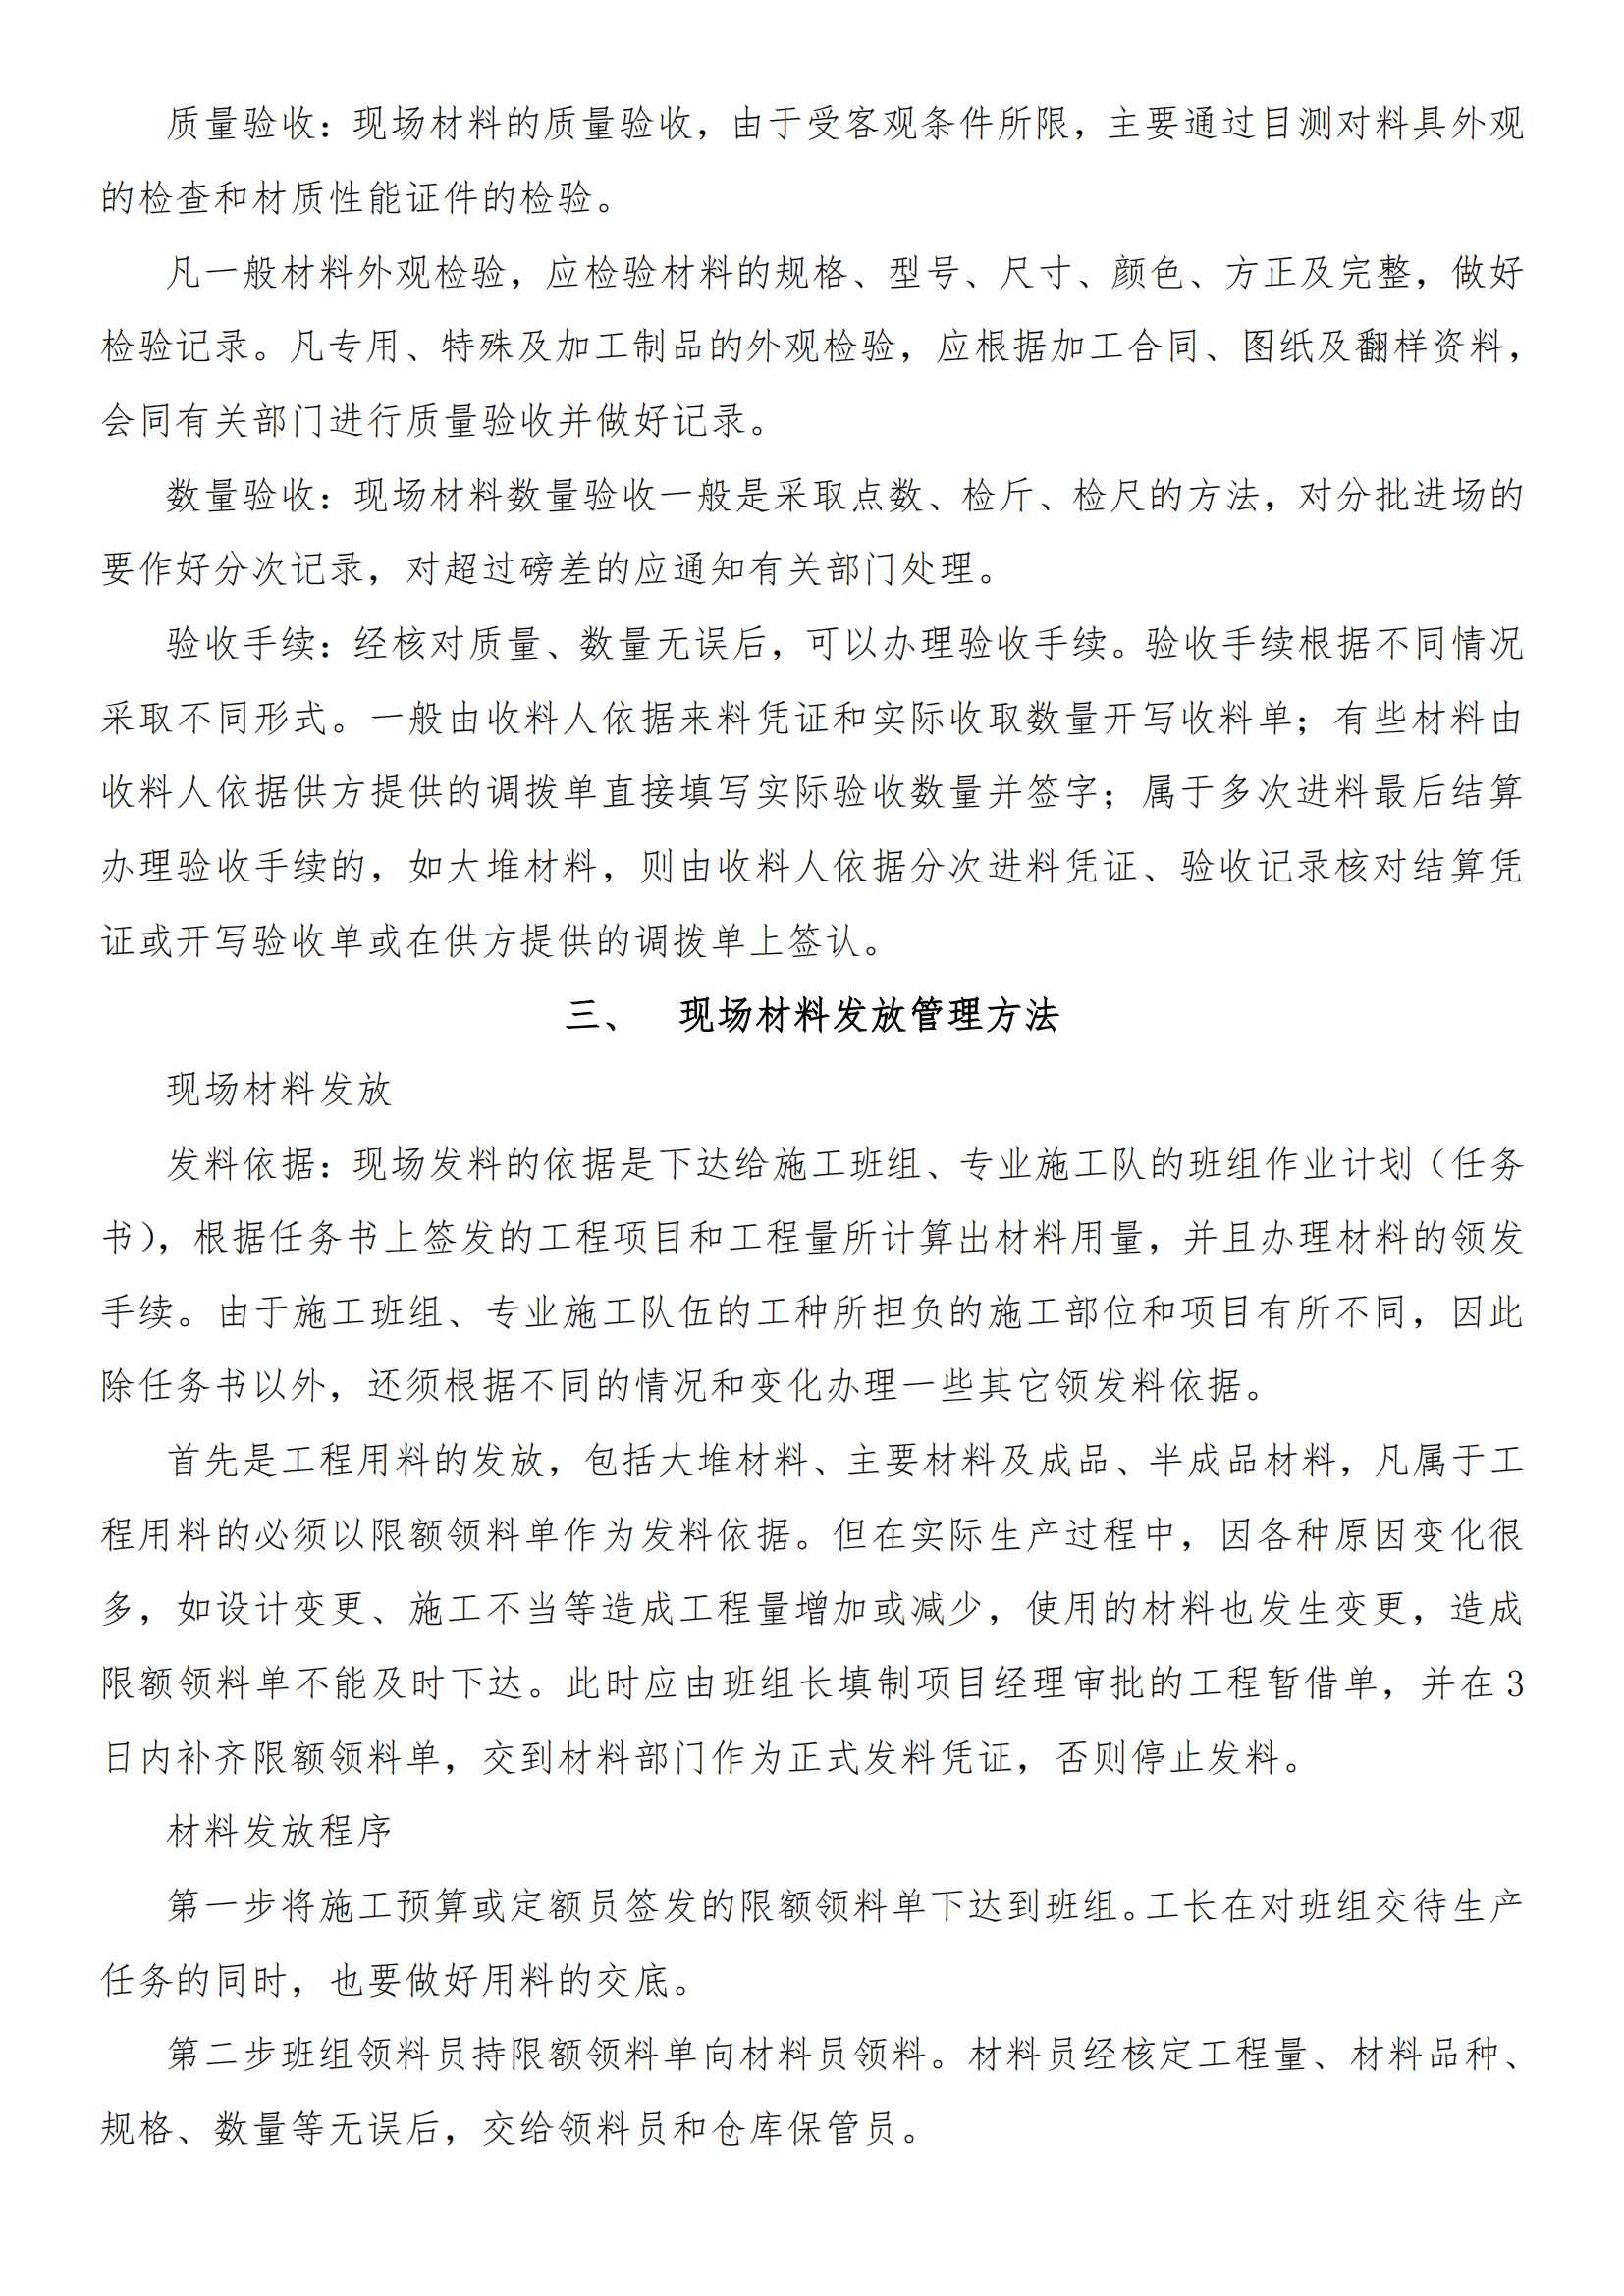 质量验收：现场材料的质量验收，由于受客观条件所限，主要通过目测对料具外观
的检查和材质性能证件的检验。
凡一般材料外观检验，应检验材料的规格、型号、尺寸、颜色、方正及完整，做好
检验记录。凡专用、特殊及加工制品的外观检验，应根据加工合同、图纸及翻样资料，
会同有关部门进行质量验收并做好记录。
数量验收：现场材料数量验收一般是采取点数、检斤、检尺的方法，对分批进场的
要作好分次记录，对超过磅差的应通知有关部门处理。
验收手续：经核对质量、数量无误后，可以办理验收手续。验收手续根据不同情况
采取不同形式。一般由收料人依据来料凭证和实际收取数量开写收料单；有些材料由
收料人依据供方提供的调拨单直接填写实际验收数量并签字；属于多次进料最后结算
办理验收手续的，如大堆材料，则由收料人依据分次进料凭证、验收记录核对结算凭
证或开写验收单或在供方提供的调拨单上签认。
三、 现场材料发放管理方法
现场材料发放
发料依据：现场发料的依据是下达给施工班组、专业施工队的班组作业计划（任务
书），根据任务书上签发的工程项目和工程量所计算出材料用量，并且办理材料的领发
手续。由于施工班组、专业施工队伍的工种所担负的施工部位和项目有所不同，因此
除任务书以外，还须根据不同的情况和变化办理一些其它领发料依据。
首先是工程用料的发放，包括大堆材料、主要材料及成品、半成品材料，凡属于工
程用料的必须以限额领料单作为发料依据。但在实际生产过程中，因各种原因变化很
多，如设计变更、施工不当等造成工程量增加或减少，使用的材料也发生变更，造成
限额领料单不能及时下达。此时应由班组长填制项目经理审批的工程暂借单，并在 3
日内补齐限额领料单，交到材料部门作为正式发料凭证，否则停止发料。
材料发放程序
第一步将施工预算或定额员签发的限额领料单下达到班组。工长在对班组交待生产
任务的同时，也要做好用料的交底。
第二步班组领料员持限额领料单向材料员领料。材料员经核定工程量、材料品种、
规格、数量等无误后，交给领料员和仓库保管员。